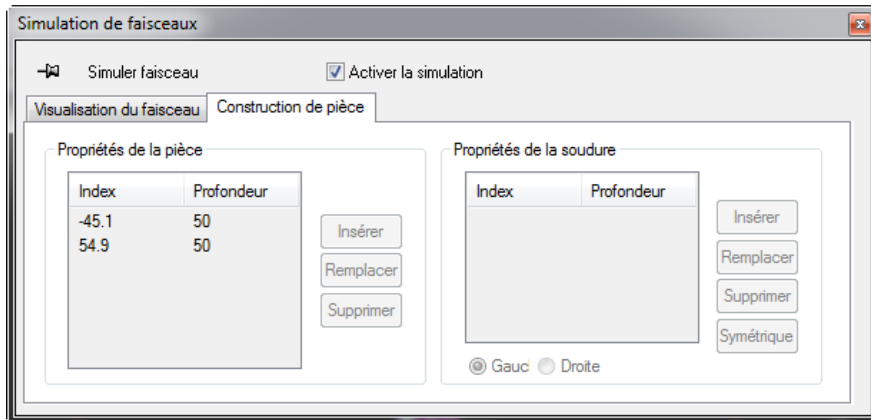 Simulation de faisceaux
Simuler faisceau Activer la simulation
Visualisation du faisceau Construction de pièce
Propriétés de la pièce Propriétés de la soudure
Index Profondeur Index Profondeur
-45.1 50
54.9 50
Insérer Insérer
Remplacer Remplacer
Supprimer Supprimer
Symétrique
Gaucl Droite